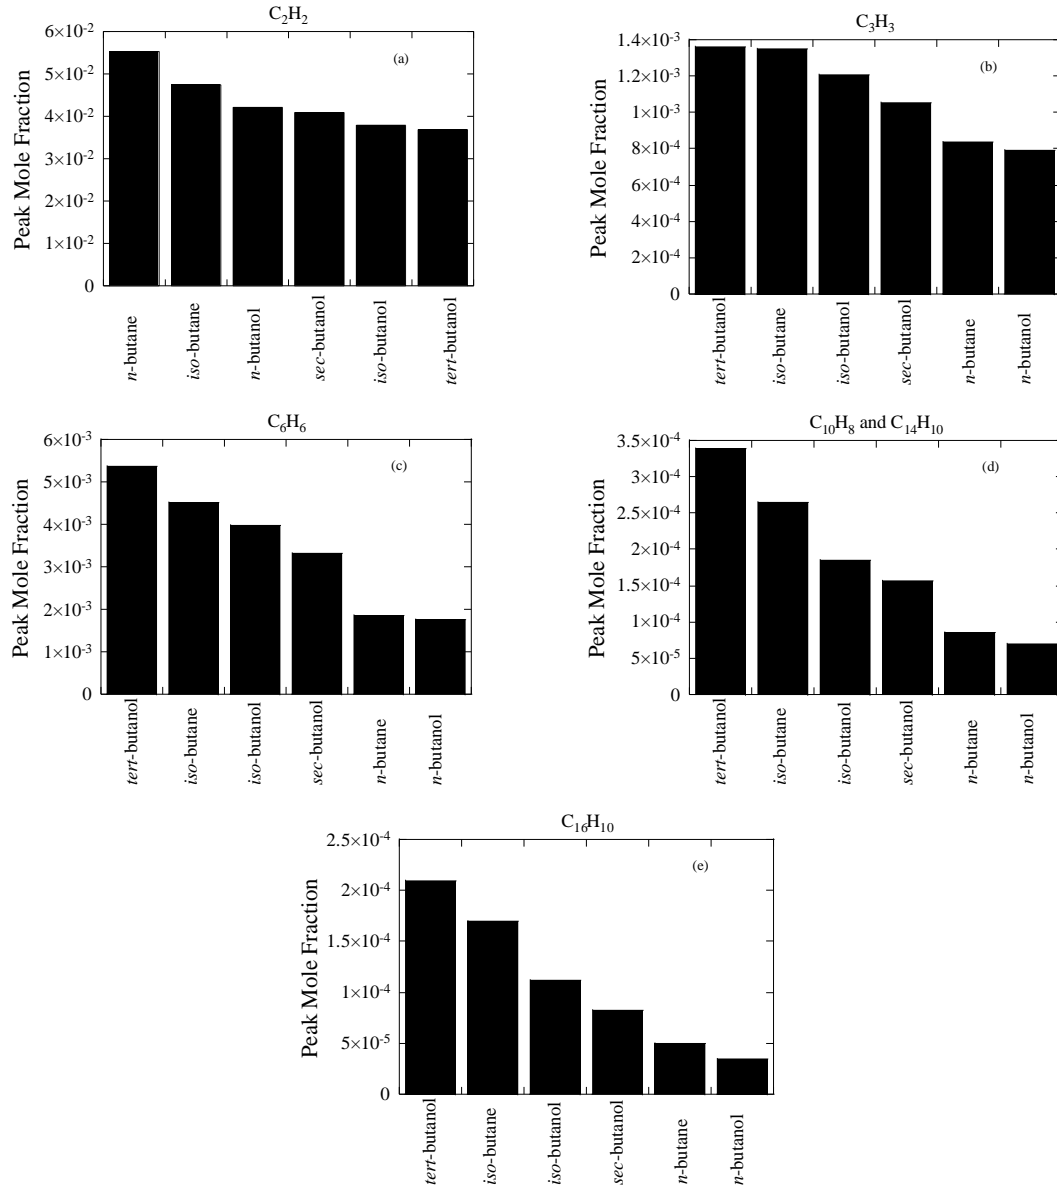 C₂H₂
6×10⁻²
5×10⁻²
4×10⁻²
3×10⁻²
2×10⁻²
1×10⁻²
0
Peak Mole Fraction
(a)
n-butane
iso-butane
n-butanol
sec-butanol
iso-butanol
tert-butanol
C₃H₃
1.4×10⁻³
1.2×10⁻³
1×10⁻³
8×10⁻⁴
6×10⁻⁴
4×10⁻⁴
2×10⁻⁴
0
Peak Mole Fraction
(b)
tert-butanol
iso-butane
iso-butanol
sec-butanol
n-butane
n-butanol
C₆H₆
6×10⁻³
5×10⁻³
4×10⁻³
3×10⁻³
2×10⁻³
1×10⁻³
0
Peak Mole Fraction
(c)
tert-butanol
iso-butane
iso-butanol
sec-butanol
n-butane
n-butanol
C₁₀H₈ and C₁₄H₁₀
3.5×10⁻⁴
3×10⁻⁴
2.5×10⁻⁴
2×10⁻⁴
1.5×10⁻⁴
1×10⁻⁴
5×10⁻⁵
0
Peak Mole Fraction
(d)
tert-butanol
iso-butane
iso-butanol
sec-butanol
n-butane
n-butanol
C₁₆H₁₀
2.5×10⁻⁴
2×10⁻⁴
1.5×10⁻⁴
1×10⁻⁴
5×10⁻⁵
0
Peak Mole Fraction
(e)
tert-butanol
iso-butane
iso-butanol
sec-butanol
n-butane
n-butanol